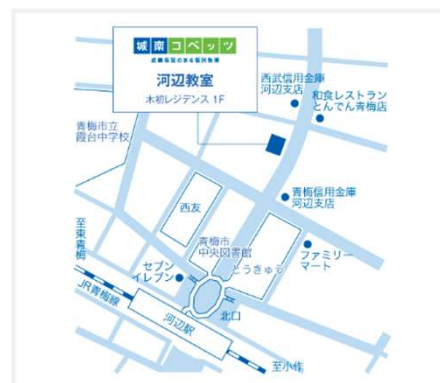 城南コベッツ
河辺教室
木初レジデンス 1F
西武信用金庫
河辺支店
和食レストラン
とんでん青梅店
青梅市立
霞台中学校
青梅信用金庫
河辺支店
西友
青梅市
中央図書館
とうきゅう
ファミリー
マート
至東青梅
セブン
イレブン
JR青梅線
河辺駅
北口
至小作